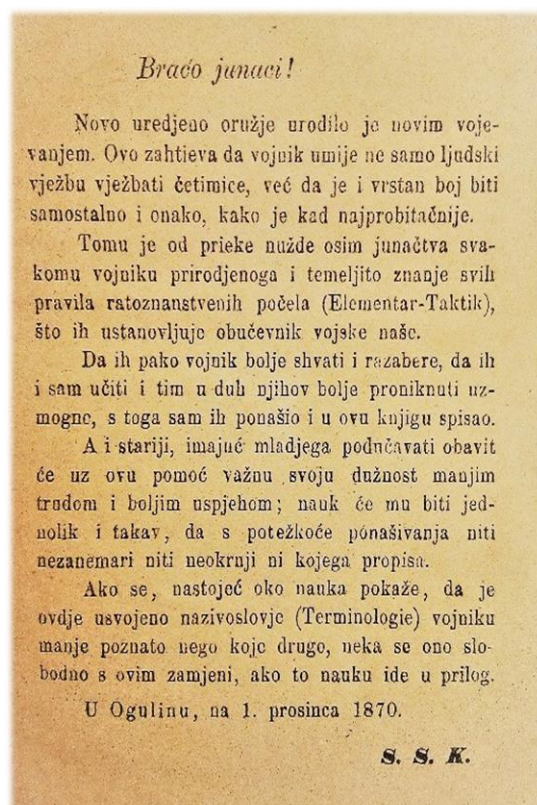 Braćo junaci!
Novo uredjeno oružje urodilo je novim voje-
vanjem. Ovo zahtieva da vojnik umije ne samo ljudski
vježbu vježbati četimice, već da je i vrstan boj biti
samostalno i onako, kako je kad najprobitačnije.
Tomu je od prieke nužde osim junačtva sva-
komu vojniku prirodjenoga i temeljito znanje svih
pravila ratoznanstvenih počela (Elementar-Taktik),
što ih ustanovljuje obučevnik vojske naše.
Da ih pako vojnik bolje shvati i razabere, da ih
i sam učiti i tim u duh njihov bolje proniknuti uz-
mogne, s toga sam ih ponašio i u ovu knjigu spisao.
A i stariji, imajuć mladjega podučavati obavit
će uz ovu pomoć važnu svoju dužnost manjim
trudom i boljim uspjehom; nauk će mu biti jed-
nolik i takav, da s potežkoće ponašivanja niti
nezanemari niti neokrnji ni kojega propisa.
Ako se, nastojeć oko nauka pokaže, da je
ovdje usvojeno nazivoslovje (Terminologie) vojniku
manje poznato nego koje drugo, neka se ono slo-
bodno s ovim zamjeni, ako to nauku ide u prilog.
U Ogulinu, na 1. prosinca 1870.
S. S. K.